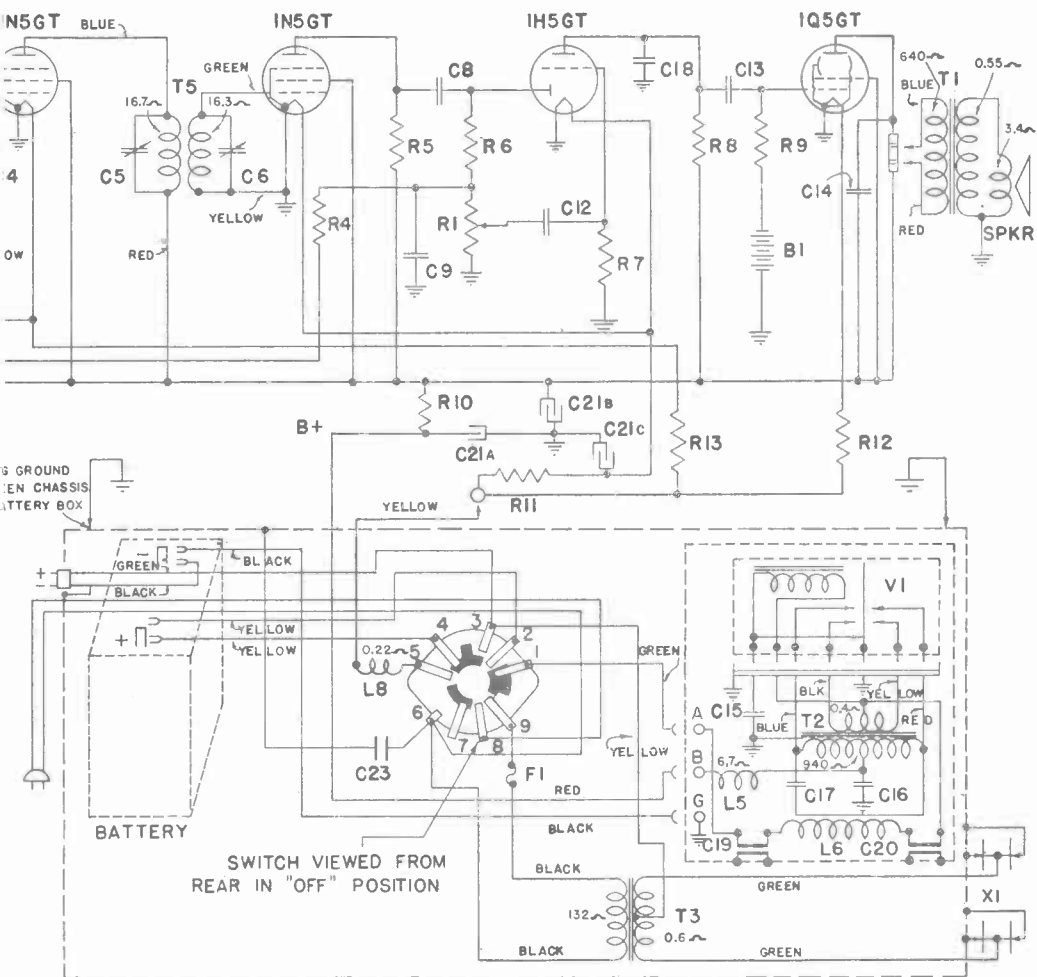 1N5GT
BLUE
1N5GT
1H5GT
1Q5GT
GREEN
T5
16.7~
16.3~
C5
C6
YELLOW
RED
4
OW
C8
R5
R6
R4
R1
C9
C12
R7
C18
C13
R8
R9
B1
C14
640~
T1
0.55~
BLUE
3.4~
RED
SPKR
R10
B+
C21A
C21B
C21C
R13
R12
R11
YELLOW
G GROUND
EEN CHASSIS
ATTERY BOX
−
GREEN
BLACK
+
−
BLACK
YELLOW
+
YELLOW
BATTERY
0.22~
L8
1
2
3
4
5
6
7
8
9
C23
F1
SWITCH VIEWED FROM
REAR IN "OFF" POSITION
GREEN
YELLOW
RED
BLACK
A
B
G
V1
C15
BLK
YELLOW
BLUE
T2
0.4~
RED
6.7~
940~
L5
C17
C16
C19
L6
C20
BLACK
GREEN
132~
T3
0.6~
X1
BLACK
GREEN